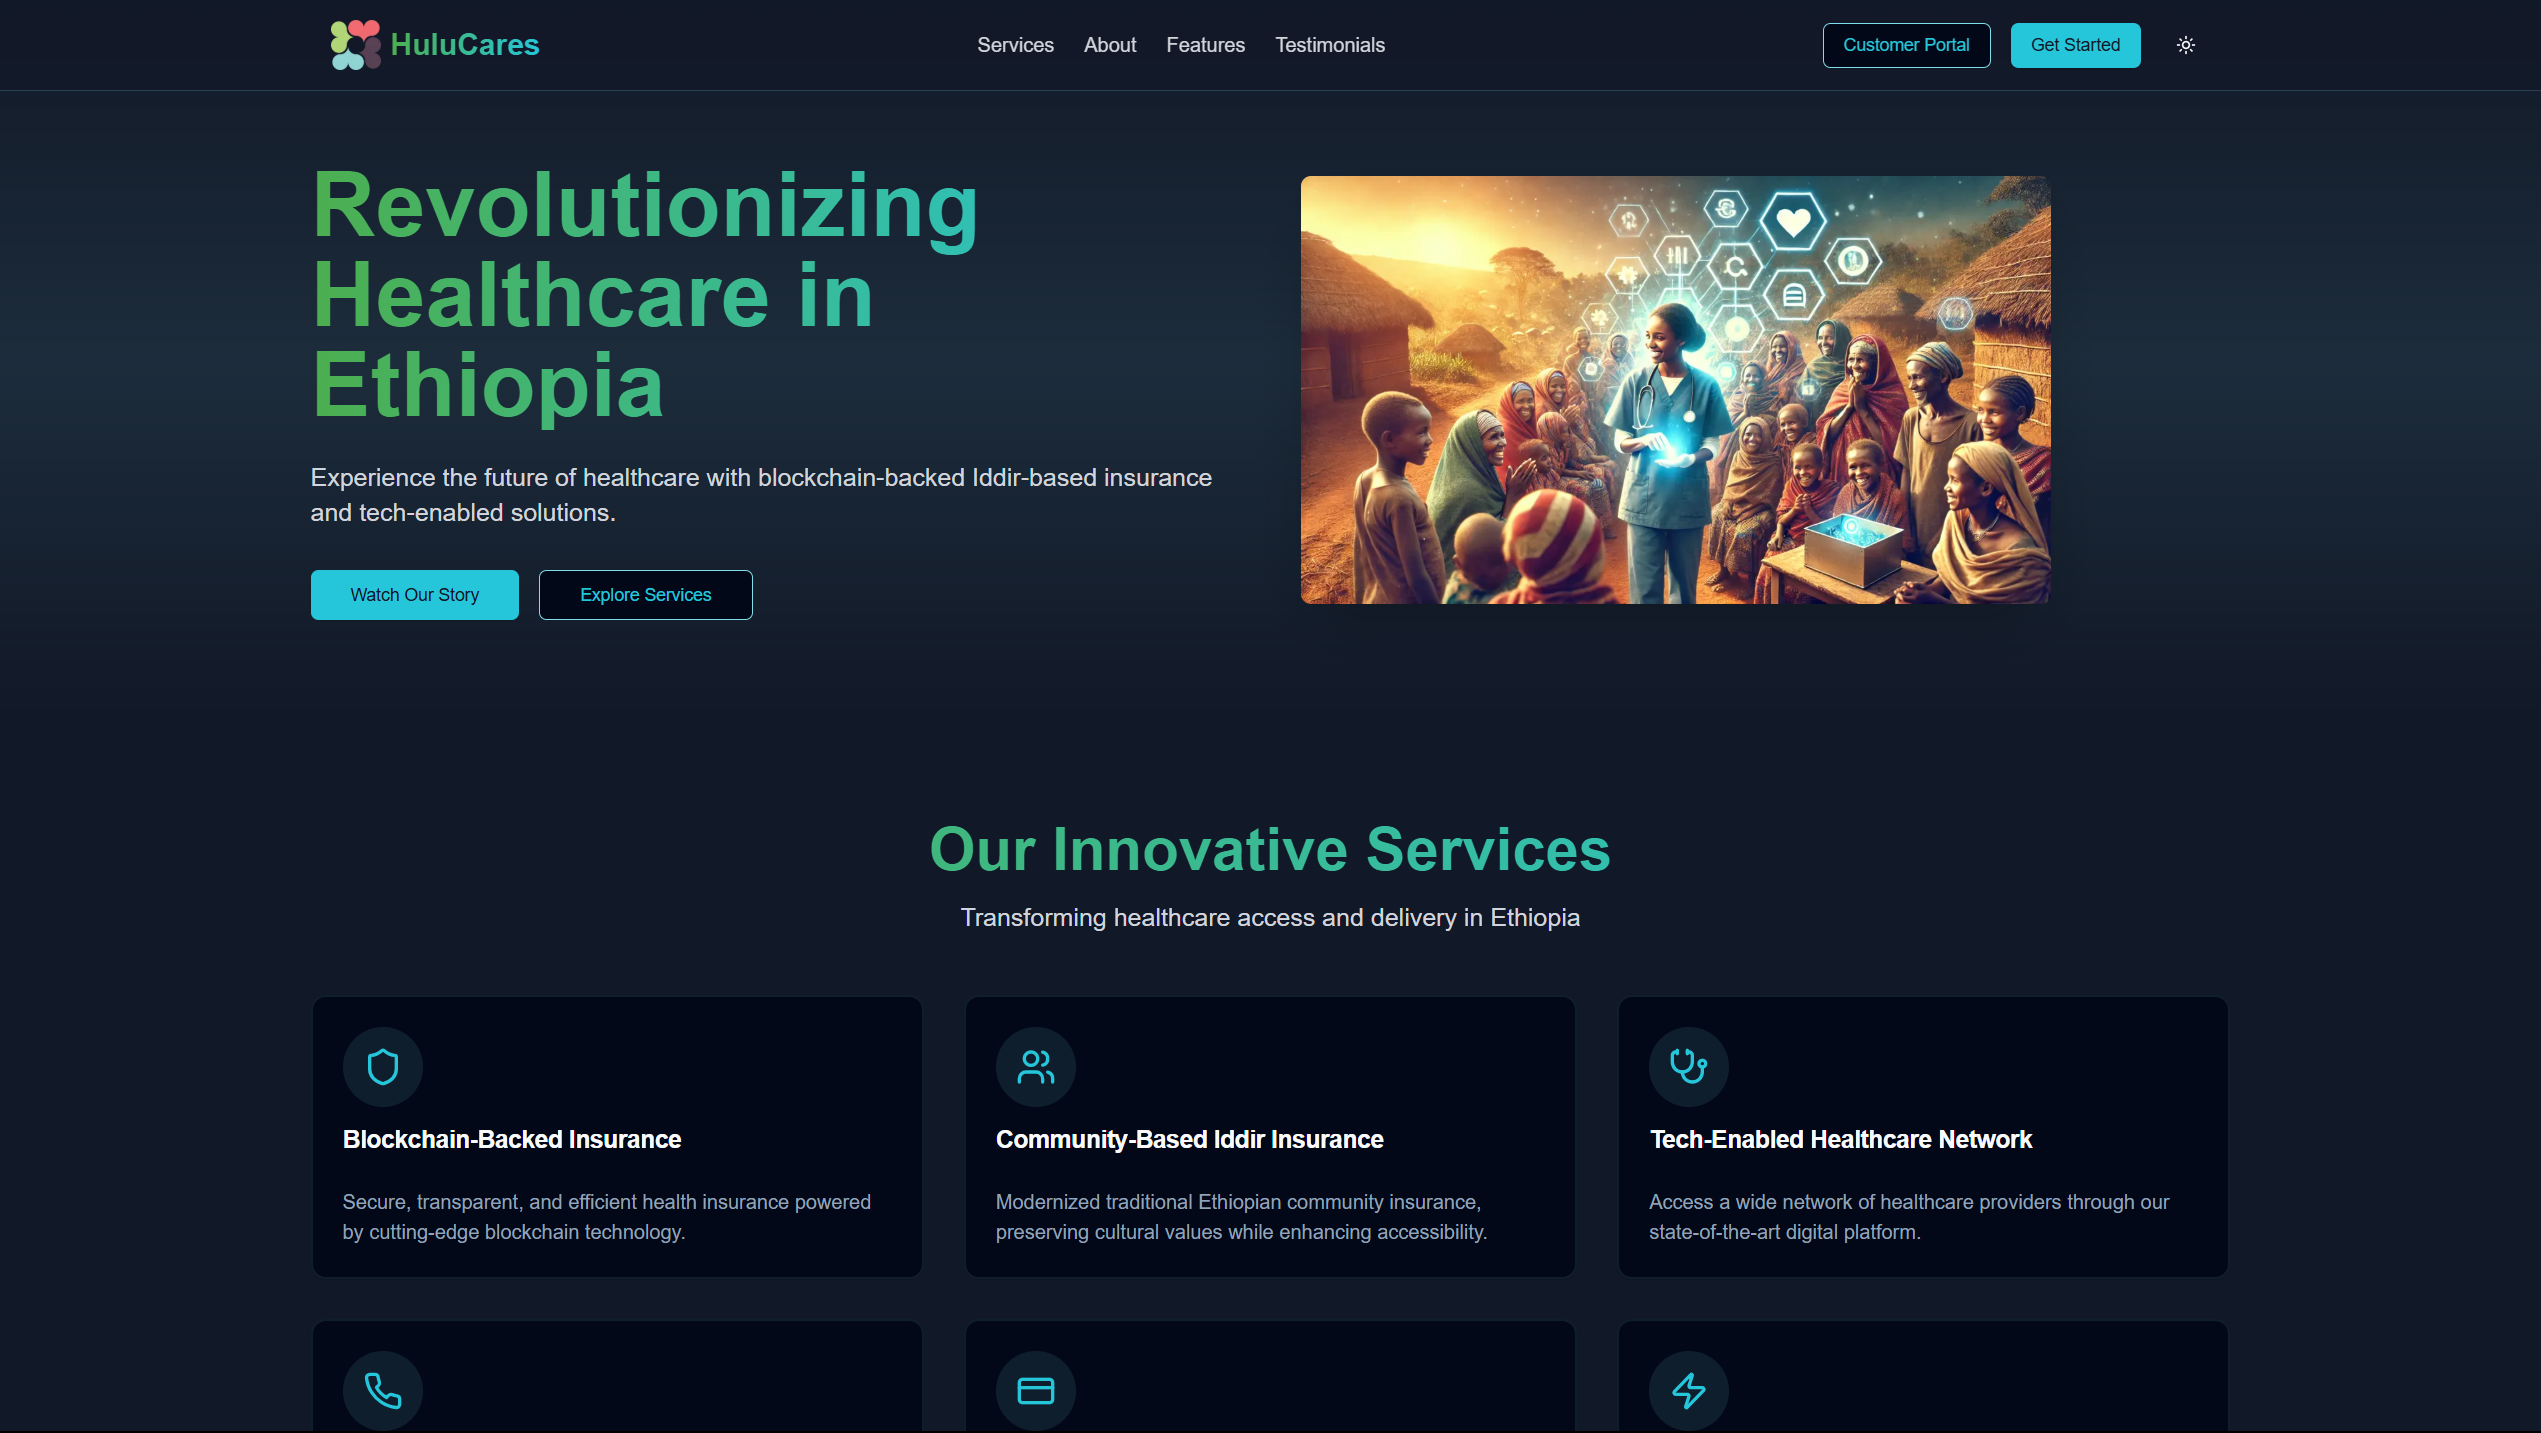 HuluCares
Services
About
Features
Testimonials
Customer Portal
Get Started
Revolutionizing
Healthcare in
Ethiopia
Experience the future of healthcare with blockchain-backed Iddir-based insurance
and tech-enabled solutions.
Watch Our Story
Explore Services
Our Innovative Services
Transforming healthcare access and delivery in Ethiopia
Blockchain-Backed Insurance
Secure, transparent, and efficient health insurance powered
by cutting-edge blockchain technology.
Community-Based Iddir Insurance
Modernized traditional Ethiopian community insurance,
preserving cultural values while enhancing accessibility.
Tech-Enabled Healthcare Network
Access a wide network of healthcare providers through our
state-of-the-art digital platform.